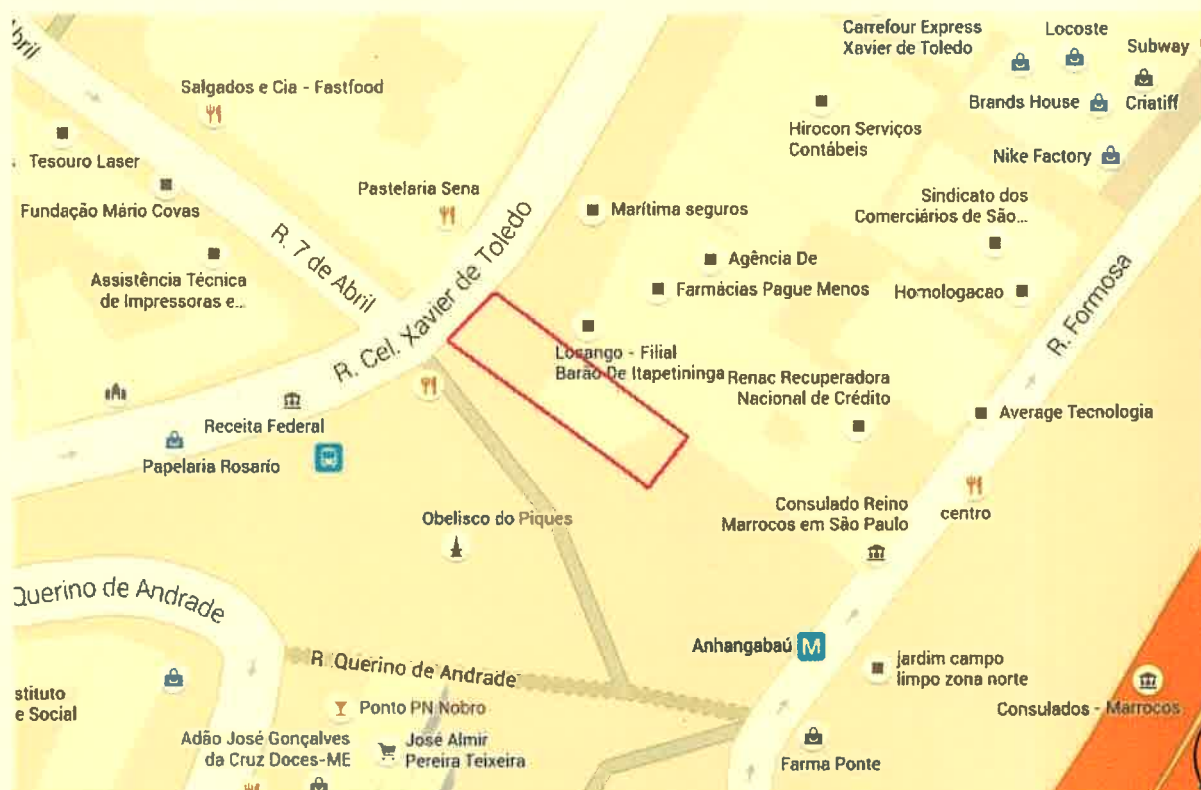 Abril
Carrefour Express
Xavier de Toledo
Locoste
Subway
Salgados e Cia - Fastfood
Brands House
Criatiff
Hirocon Serviços
Contábeis
Nike Factory
Tesouro Laser
Fundação Mário Covas
Pastelaria Sena
Marítima seguros
Sindicato dos
Comerciários de São...
R. 7 de Abril
R. Cel. Xavier de Toledo
Assistência Técnica
de Impressoras e...
Agência De
Farmácias Pague Menos
Homologacao
R. Formosa
Losango - Filial
Barão De Itapetininga
Renac Recuperadora
Nacional de Crédito
Average Tecnologia
Receita Federal
Papelaria Rosario
Consulado Reino
Marrocos em São Paulo
centro
Obelisco do Piques
Querino de Andrade
Anhangabaú
M
R. Querino de Andrade
jardim campo
limpo zona norte
stituto
e Social
Ponto PN Nobro
Consulados - Marrocos
Adão José Gonçalves
da Cruz Doces-ME
José Almir
Pereira Teixeira
Farma Ponte